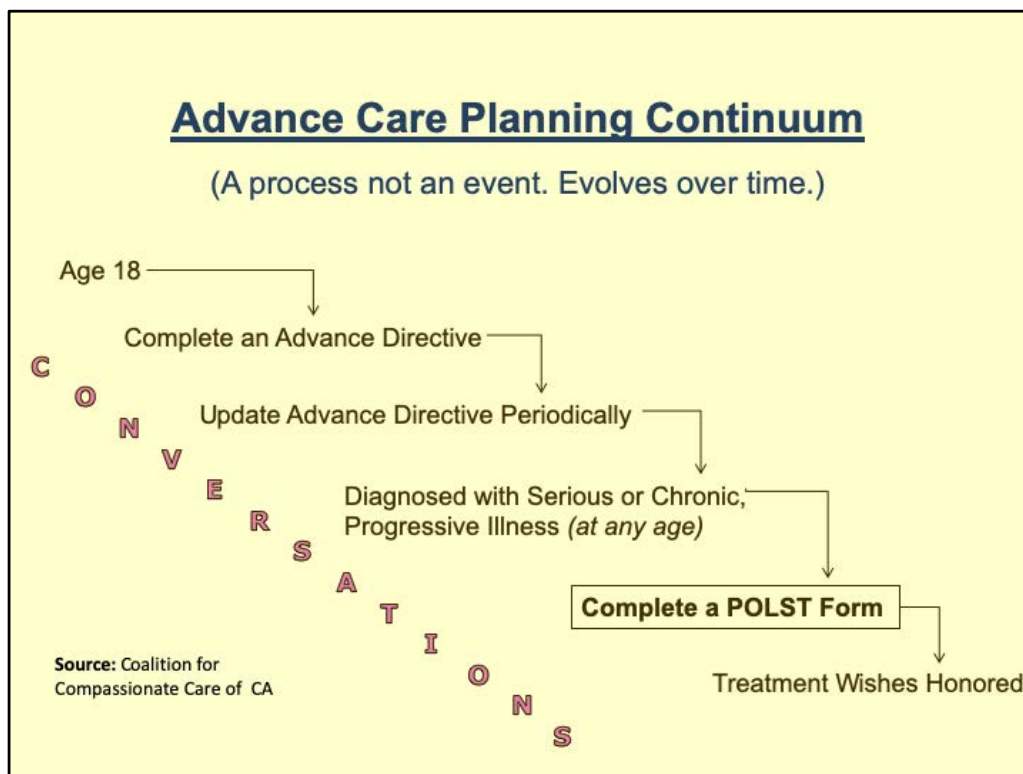 Advance Care Planning Continuum
(A process not an event. Evolves over time.)
Age 18
Complete an Advance Directive
Update Advance Directive Periodically
Diagnosed with Serious or Chronic,
Progressive Illness (at any age)
Complete a POLST Form
Treatment Wishes Honored
CONVERSATIONS
Source: Coalition for
Compassionate Care of CA